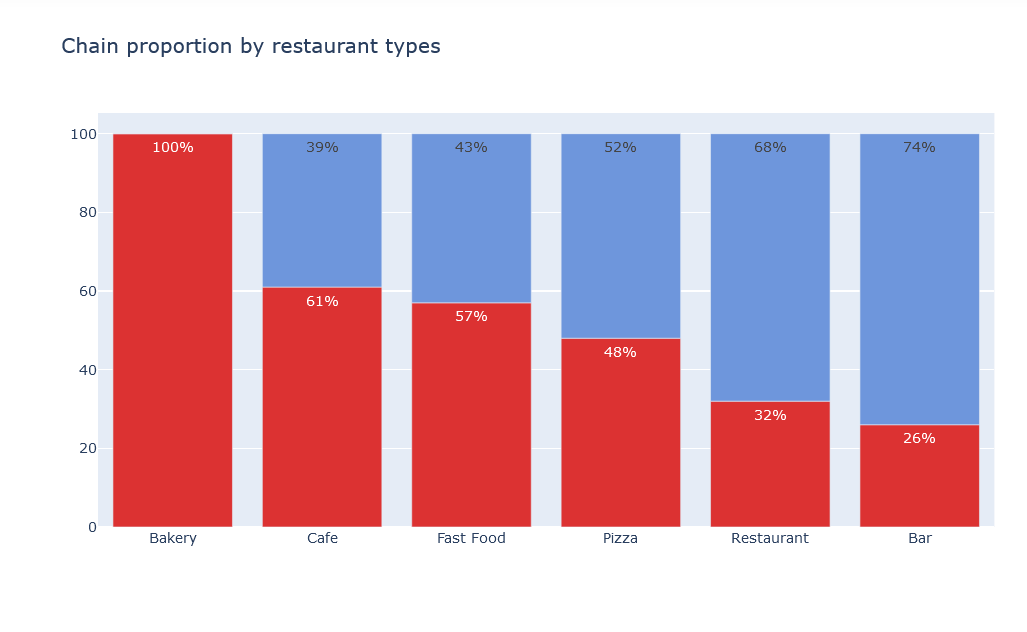 Chain proportion by restaurant types
100
80
60
40
20
0
100% 39% 43% 52% 68% 74%
61% 57% 48% 32% 26%
Bakery Cafe Fast Food Pizza Restaurant Bar